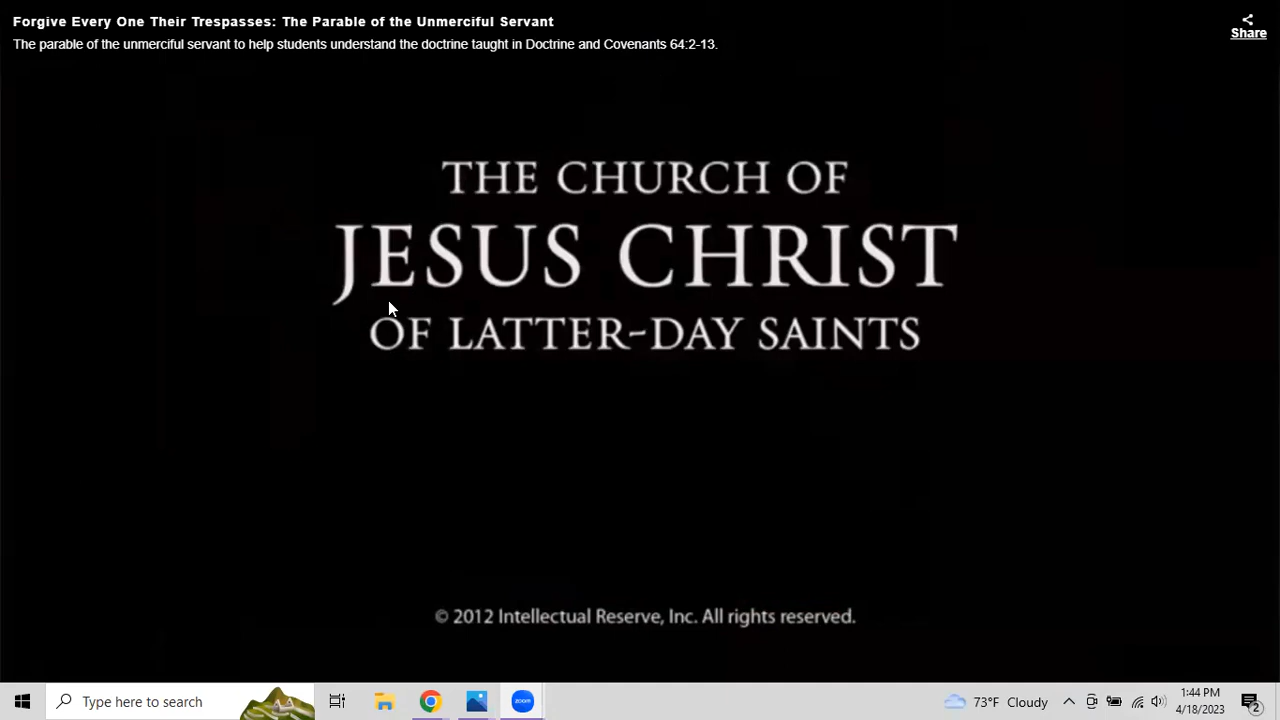 Forgive Every One Their Trespasses: The Parable of the Unmerciful Servant
The parable of the unmerciful servant to help students understand the doctrine taught in Doctrine and Covenants 64:2-13.
Share
THE CHURCH OF
JESUS CHRIST
OF LATTER-DAY SAINTS
© 2012 Intellectual Reserve, Inc. All rights reserved.
Type here to search
zoom
73°F Cloudy
1:44 PM
4/18/2023
2